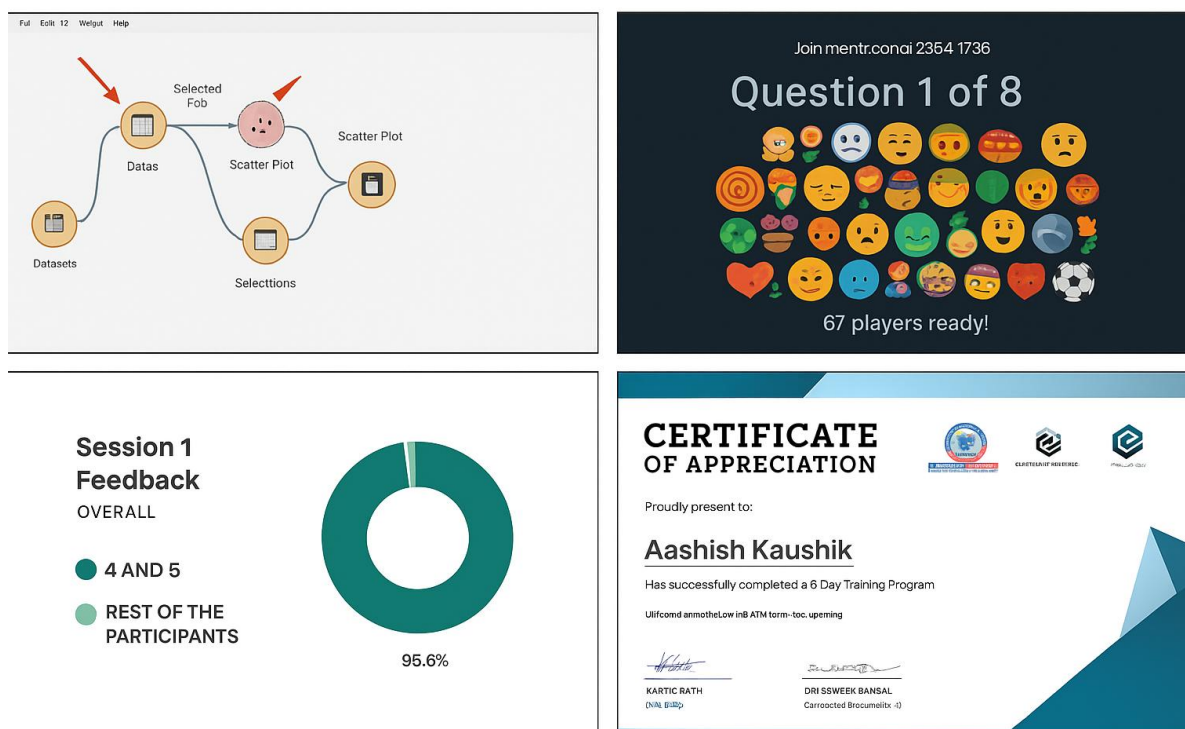 Ful Eolit 12 Welgut Help
Selected
Fob
Datas
Scatter Piot
Scatter Plot
Datasets
Selecttions
Join mentr.conai 2354 1736
Question 1 of 8
67 players ready!
Session 1
Feedback
OVERALL
4 AND 5
REST OF THE
PARTICIPANTS
95.6%
CERTIFICATE
OF APPRECIATION
Proudly present to:
Aashish Kaushik
Has successfully completed a 6 Day Training Program
Ulifcomd anmotheLow inB ATM torm--toc. upeming
KARTIC RATH
DRI SSWEEK BANSAL
Carroacted Brocumelitx